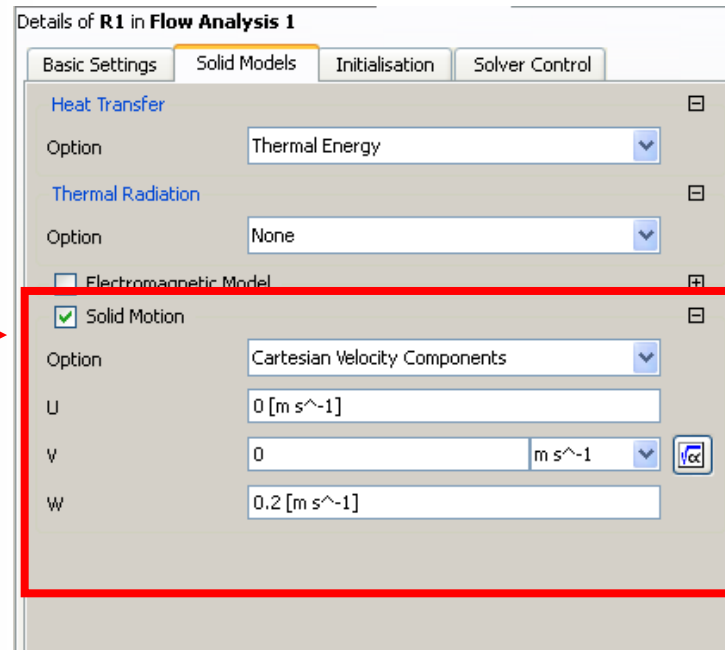 Details of R1 in Flow Analysis 1
Basic Settings Solid Models Initialisation Solver Control
Heat Transfer
Option Thermal Energy
Thermal Radiation
Option None
Electromagnetic Model
Solid Motion
Option Cartesian Velocity Components
U 0 [m s^-1]
V 0 m s^-1 √α
W 0.2 [m s^-1]